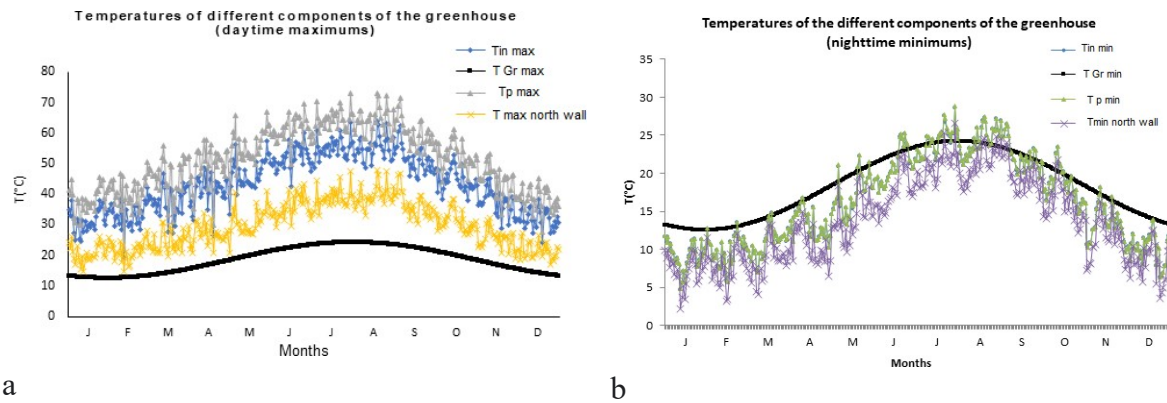 Temperatures of different components of the greenhouse
(daytime maximums)
Tin max
T Gr max
Tp max
T max north wall
80
70
60
50
40
30
20
10
0
T(°C)
J F M A M J J A S O N D
Months
a
Temperatures of the different components of the greenhouse
(nighttime minimums)
Tin min
T Gr min
T p min
Tmin north wall
35
30
25
20
15
10
5
0
T(°C)
J F M A M J J A S O N D
Months
b